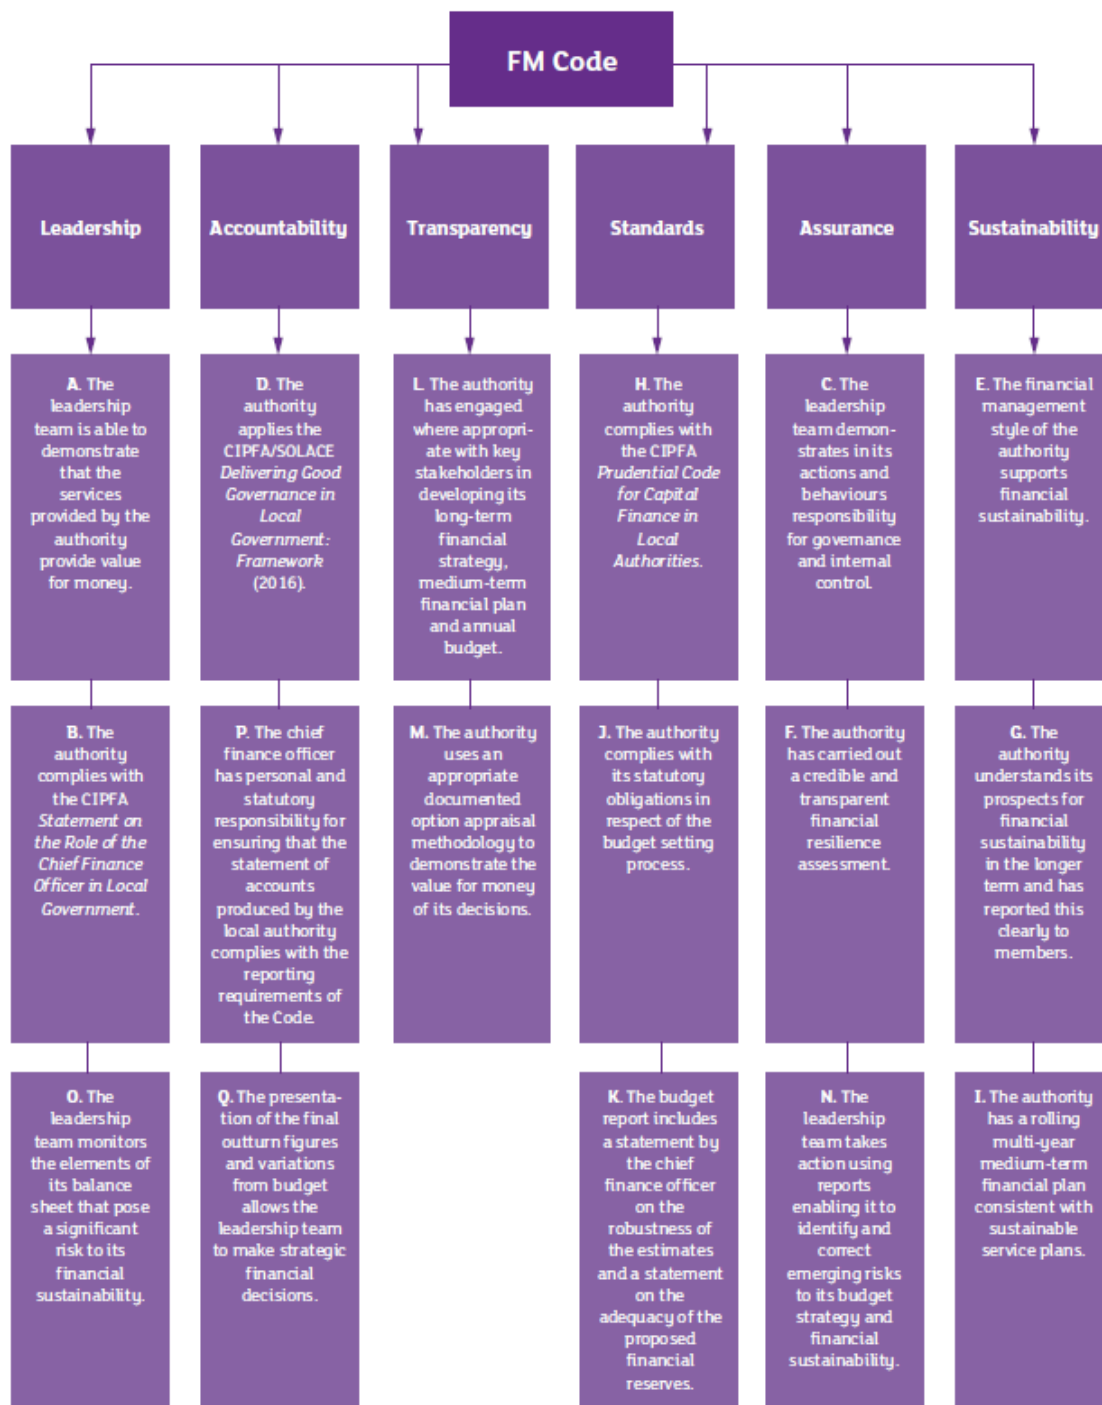 FM Code
Leadership
Accountability
Transparency
Standards
Assurance
Sustainability
A. The
leadership
team is able to
demonstrate
that the
services
provided by the
authority
provide value
for money.
D. The
authority
applies the
CIPFA/SOLACE
Delivering Good
Governance in
Local
Government:
Framework
(2016).
L. The authority
has engaged
where appropri-
ate with key
stakeholders in
developing its
long-term
financial
strategy,
medium-term
financial plan
and annual
budget.
H. The
authority
complies with
the CIPFA
Prudential Code
for Capital
Finance in
Local
Authorities.
C. The
leadership
team demon-
strates in its
actions and
behaviours
responsibility
for governance
and internal
control.
E. The financial
management
style of the
authority
supports
financial
sustainability.
B. The
authority
complies with
the CIPFA
Statement on
the Role of the
Chief Finance
Officer in Local
Government.
P. The chief
finance officer
has personal and
statutory
responsibility for
ensuring that the
statement of
accounts
produced by the
local authority
complies with the
reporting
requirements of
the Code.
M. The authority
uses an
appropriate
documented
option appraisal
methodology to
demonstrate the
value for money
of its decisions.
J. The authority
complies with
its statutory
obligations in
respect of the
budget setting
process.
F. The authority
has carried out
a credible and
transparent
financial
resilience
assessment.
G. The
authority
understands its
prospects for
financial
sustainability
in the longer
term and has
reported this
clearly to
members.
O. The
leadership
team monitors
the elements of
its balance
sheet that pose
a significant
risk to its
financial
sustainability.
Q. The presenta-
tion of the final
outturn figures
and variations
from budget
allows the
leadership team
to make strategic
financial
decisions.
K. The budget
report includes
a statement by
the chief
finance officer
on the
robustness of
the estimates
and a statement
on the
adequacy of the
proposed
financial
reserves.
N. The
leadership
team takes
action using
reports
enabling it to
identify and
correct
emerging risks
to its budget
strategy and
financial
sustainability.
I. The authority
has a rolling
multi-year
medium-term
financial plan
consistent with
sustainable
service plans.